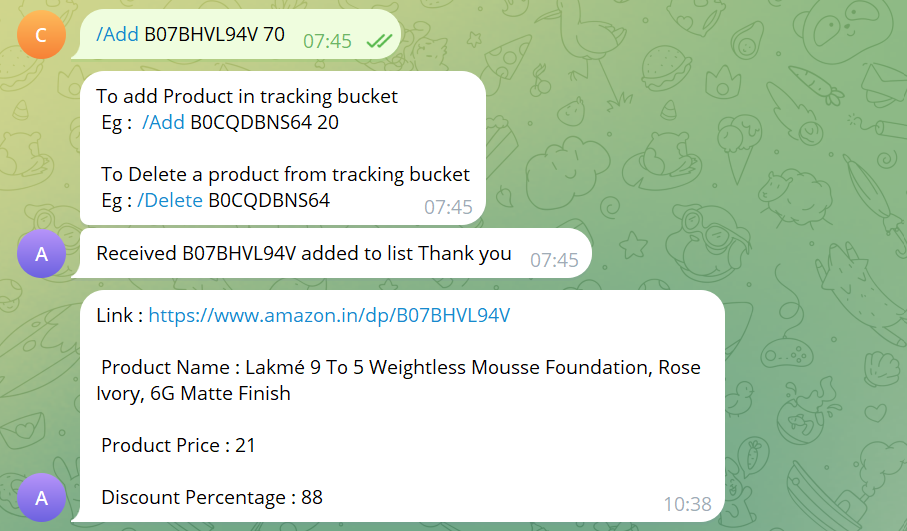 C
/Add B07BHVL94V 70 07:45
To add Product in tracking bucket
Eg : /Add B0CQDBNS64 20
To Delete a product from tracking bucket
Eg : /Delete B0CQDBNS64
07:45
A
Received B07BHVL94V added to list Thank you 07:45
Link : https://www.amazon.in/dp/B07BHVL94V
Product Name : Lakmé 9 To 5 Weightless Mousse Foundation, Rose
Ivory, 6G Matte Finish
Product Price : 21
A
Discount Percentage : 88
10:38